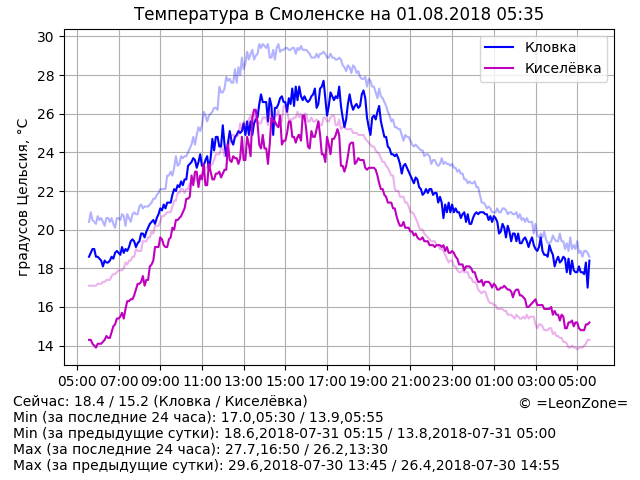 Температура в Смоленске на 01.08.2018 05:35
градусов Цельсия, °C
30
28
26
24
22
20
18
16
14
Кловка
Киселёвка
05:00 07:00 09:00 11:00 13:00 15:00 17:00 19:00 21:00 23:00 01:00 03:00 05:00
Сейчас: 18.4 / 15.2 (Кловка / Киселёвка)
© =LeonZone=
Min (за последние 24 часа): 17.0,05:30 / 13.9,05:55
Min (за предыдущие сутки): 18.6,2018-07-31 05:15 / 13.8,2018-07-31 05:00
Max (за последние 24 часа): 27.7,16:50 / 26.2,13:30
Max (за предыдущие сутки): 29.6,2018-07-30 13:45 / 26.4,2018-07-30 14:55